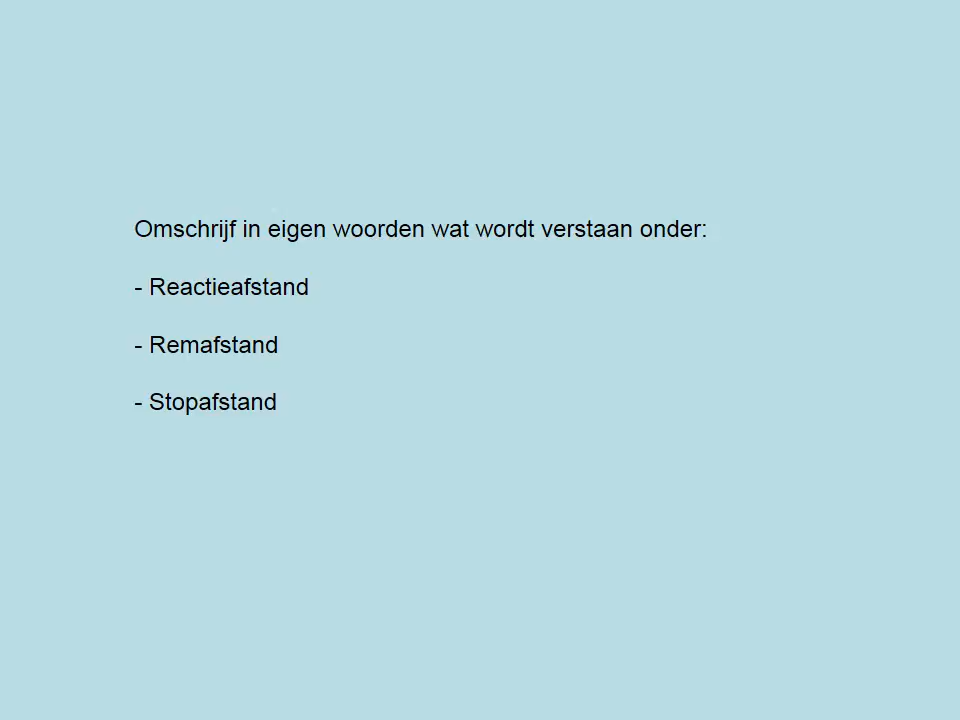 Omschrijf in eigen woorden wat wordt verstaan onder:
- Reactieafstand
- Remafstand
- Stopafstand